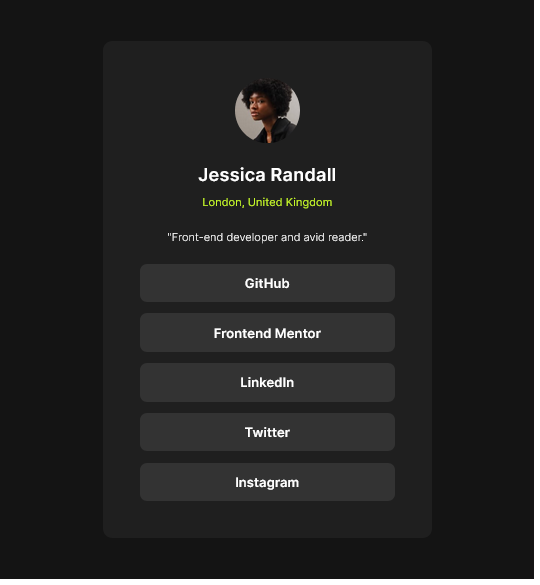 Jessica Randall
London, United Kingdom
"Front-end developer and avid reader."
GitHub
Frontend Mentor
LinkedIn
Twitter
Instagram